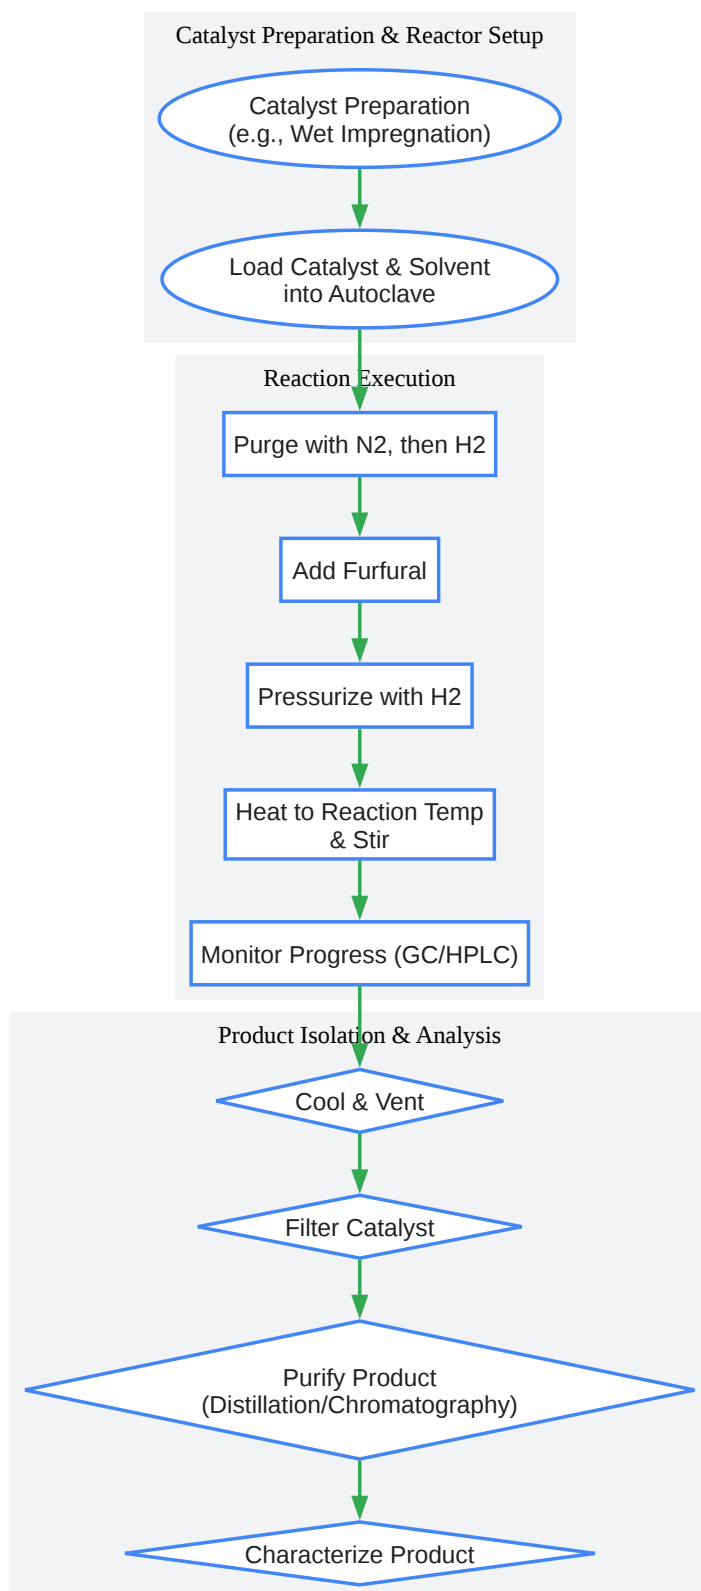 Catalyst Preparation & Reactor Setup
Catalyst Preparation
(e.g., Wet Impregnation)
Load Catalyst & Solvent
into Autoclave
Reaction Execution
Purge with N2, then H2
Add Furfural
Pressurize with H2
Heat to Reaction Temp
& Stir
Monitor Progress (GC/HPLC)
Product Isolation & Analysis
Cool & Vent
Filter Catalyst
Purify Product
(Distillation/Chromatography)
Characterize Product